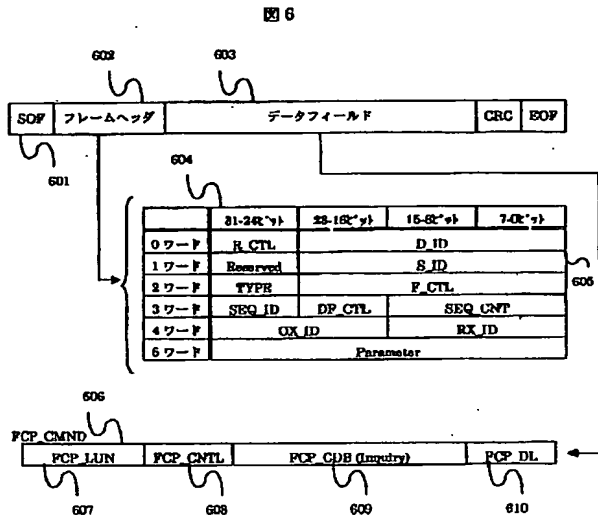 図 6
602 603
SOF フレームヘッダ データフィールド CRC EOF
601
604
31-24ビット 23-16ビット 15-8ビット 7-0ビット
0 ワード R_CTL D_ID
1 ワード Reserved S_ID
605
2 ワード TYPE F_CTL
3 ワード SEQ_ID DF_CTL SEQ_CNT
4 ワード OX_ID RX_ID
5 ワード Parameter
606
FCP_CMND
FCP_LUN FCP_CNTL FCP_CDB (Inquiry) FCP_DL
607 608 609 610